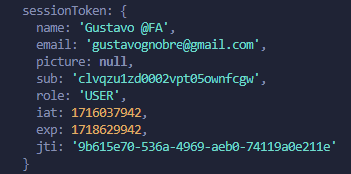 sessionToken: {
name: 'Gustavo @FA',
email: 'gustavognobre@gmail.com',
picture: null,
sub: 'clvqzu1zd0002vpt05ownfcgw',
role: 'USER',
iat: 1716037942,
exp: 1718629942,
jti: '9b615e70-536a-4969-aeb0-74119a0e211e'
}